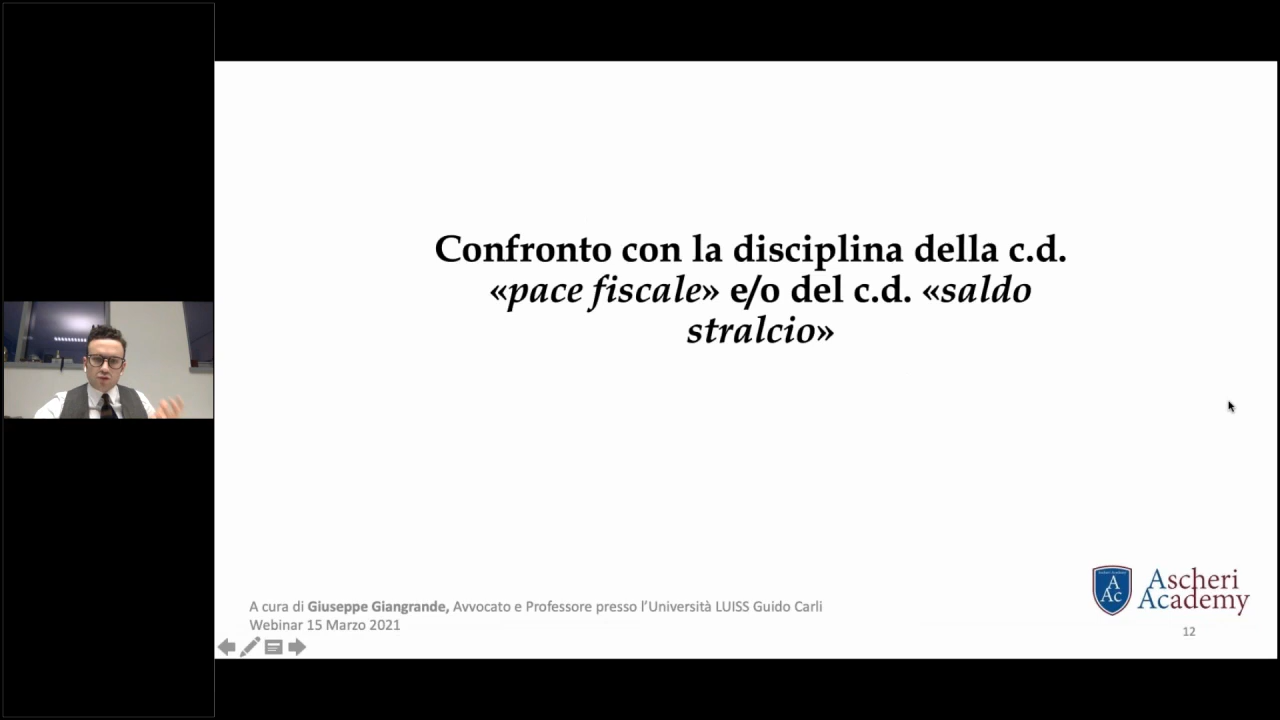 Confronto con la disciplina della c.d.
«pace fiscale» e/o del c.d. «saldo
stralcio»
A cura di Giuseppe Giangrande, Avvocato e Professore presso l'Università LUISS Guido Carli
Webinar 15 Marzo 2021
A
Ac
Ascheri
Academy
12